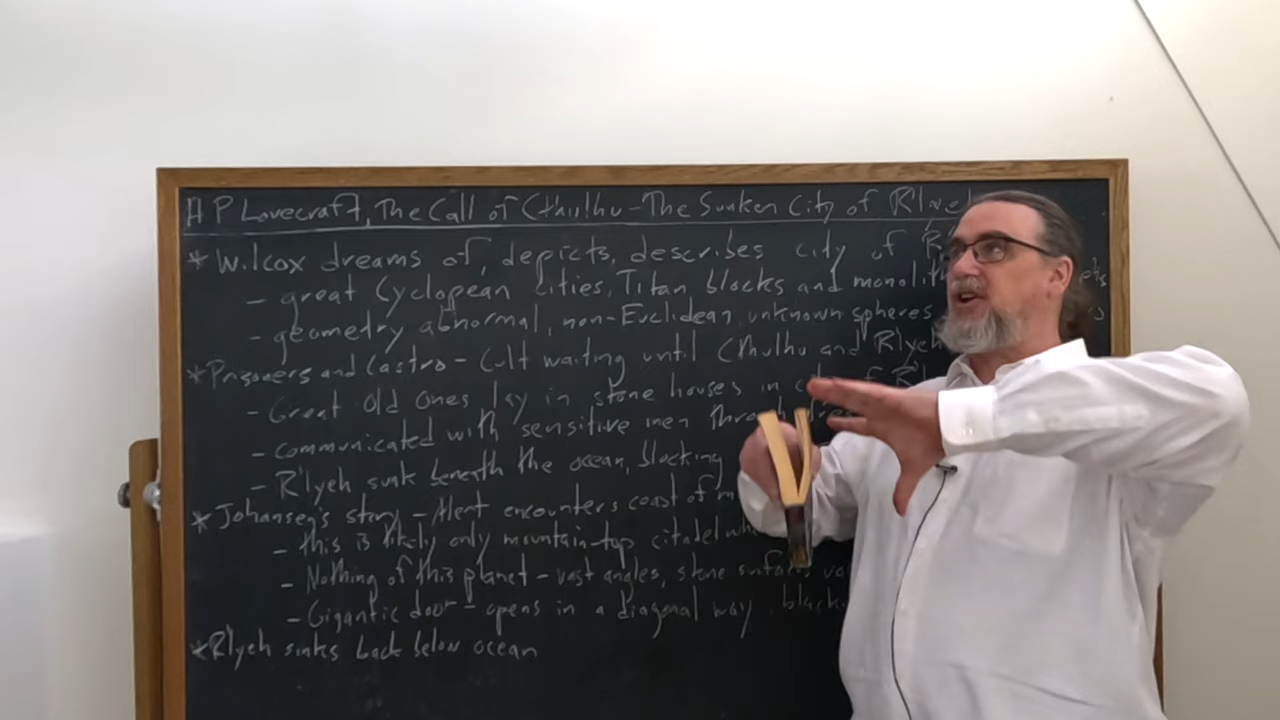 H P Lovecraft, The Call of Cthulhu - The Sunken City of R'lyeh
* Wilcox dreams of, depicts, describes city of
- great Cyclopean cities, Titan blocks and
- geometry abnormal, non-Euclidean, unknown spheres
* Prisoners and Castro - Cult waiting until Cthulhu and R'lyeh
- Great Old Ones lay in stone houses in
- communicated with sensitive men through
- R'lyeh sunk beneath the ocean, blocking
* Johansen's story - Alert encounters coast of
- this is likely only mountain-top citadel
- Nothing of this planet - vast angles, stone surfaces
- Gigantic door - opens in a diagonal way,
* R'lyeh sinks back below ocean